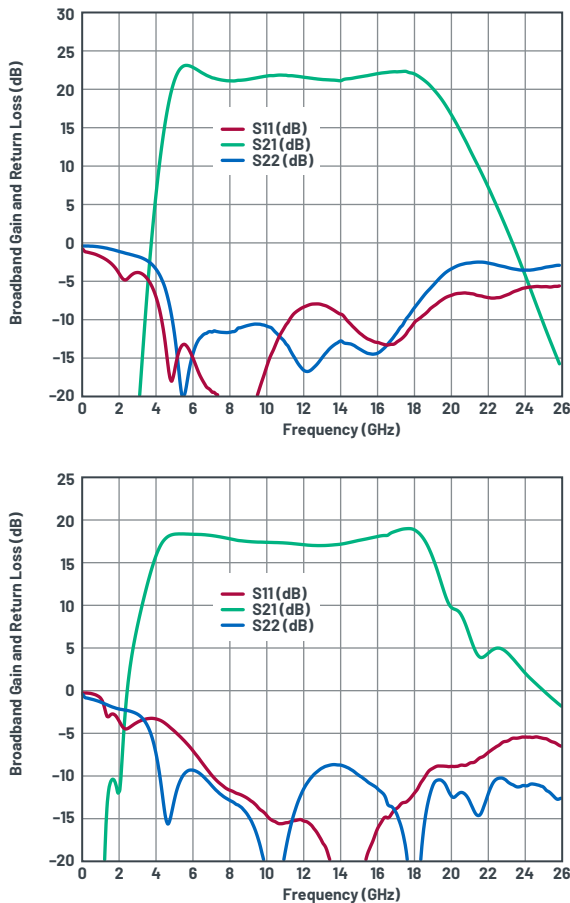 Broadband Gain and Return Loss (dB)
30
25
20
15
10
5
0
−5
−10
−15
−20
S11 (dB)
S21 (dB)
S22 (dB)
0 2 4 6 8 10 12 14 16 18 20 22 24 26
Frequency (GHz)
Broadband Gain and Return Loss (dB)
25
20
15
10
5
0
−5
−10
−15
−20
S11 (dB)
S21 (dB)
S22 (dB)
0 2 4 6 8 10 12 14 16 18 20 22 24 26
Frequency (GHz)